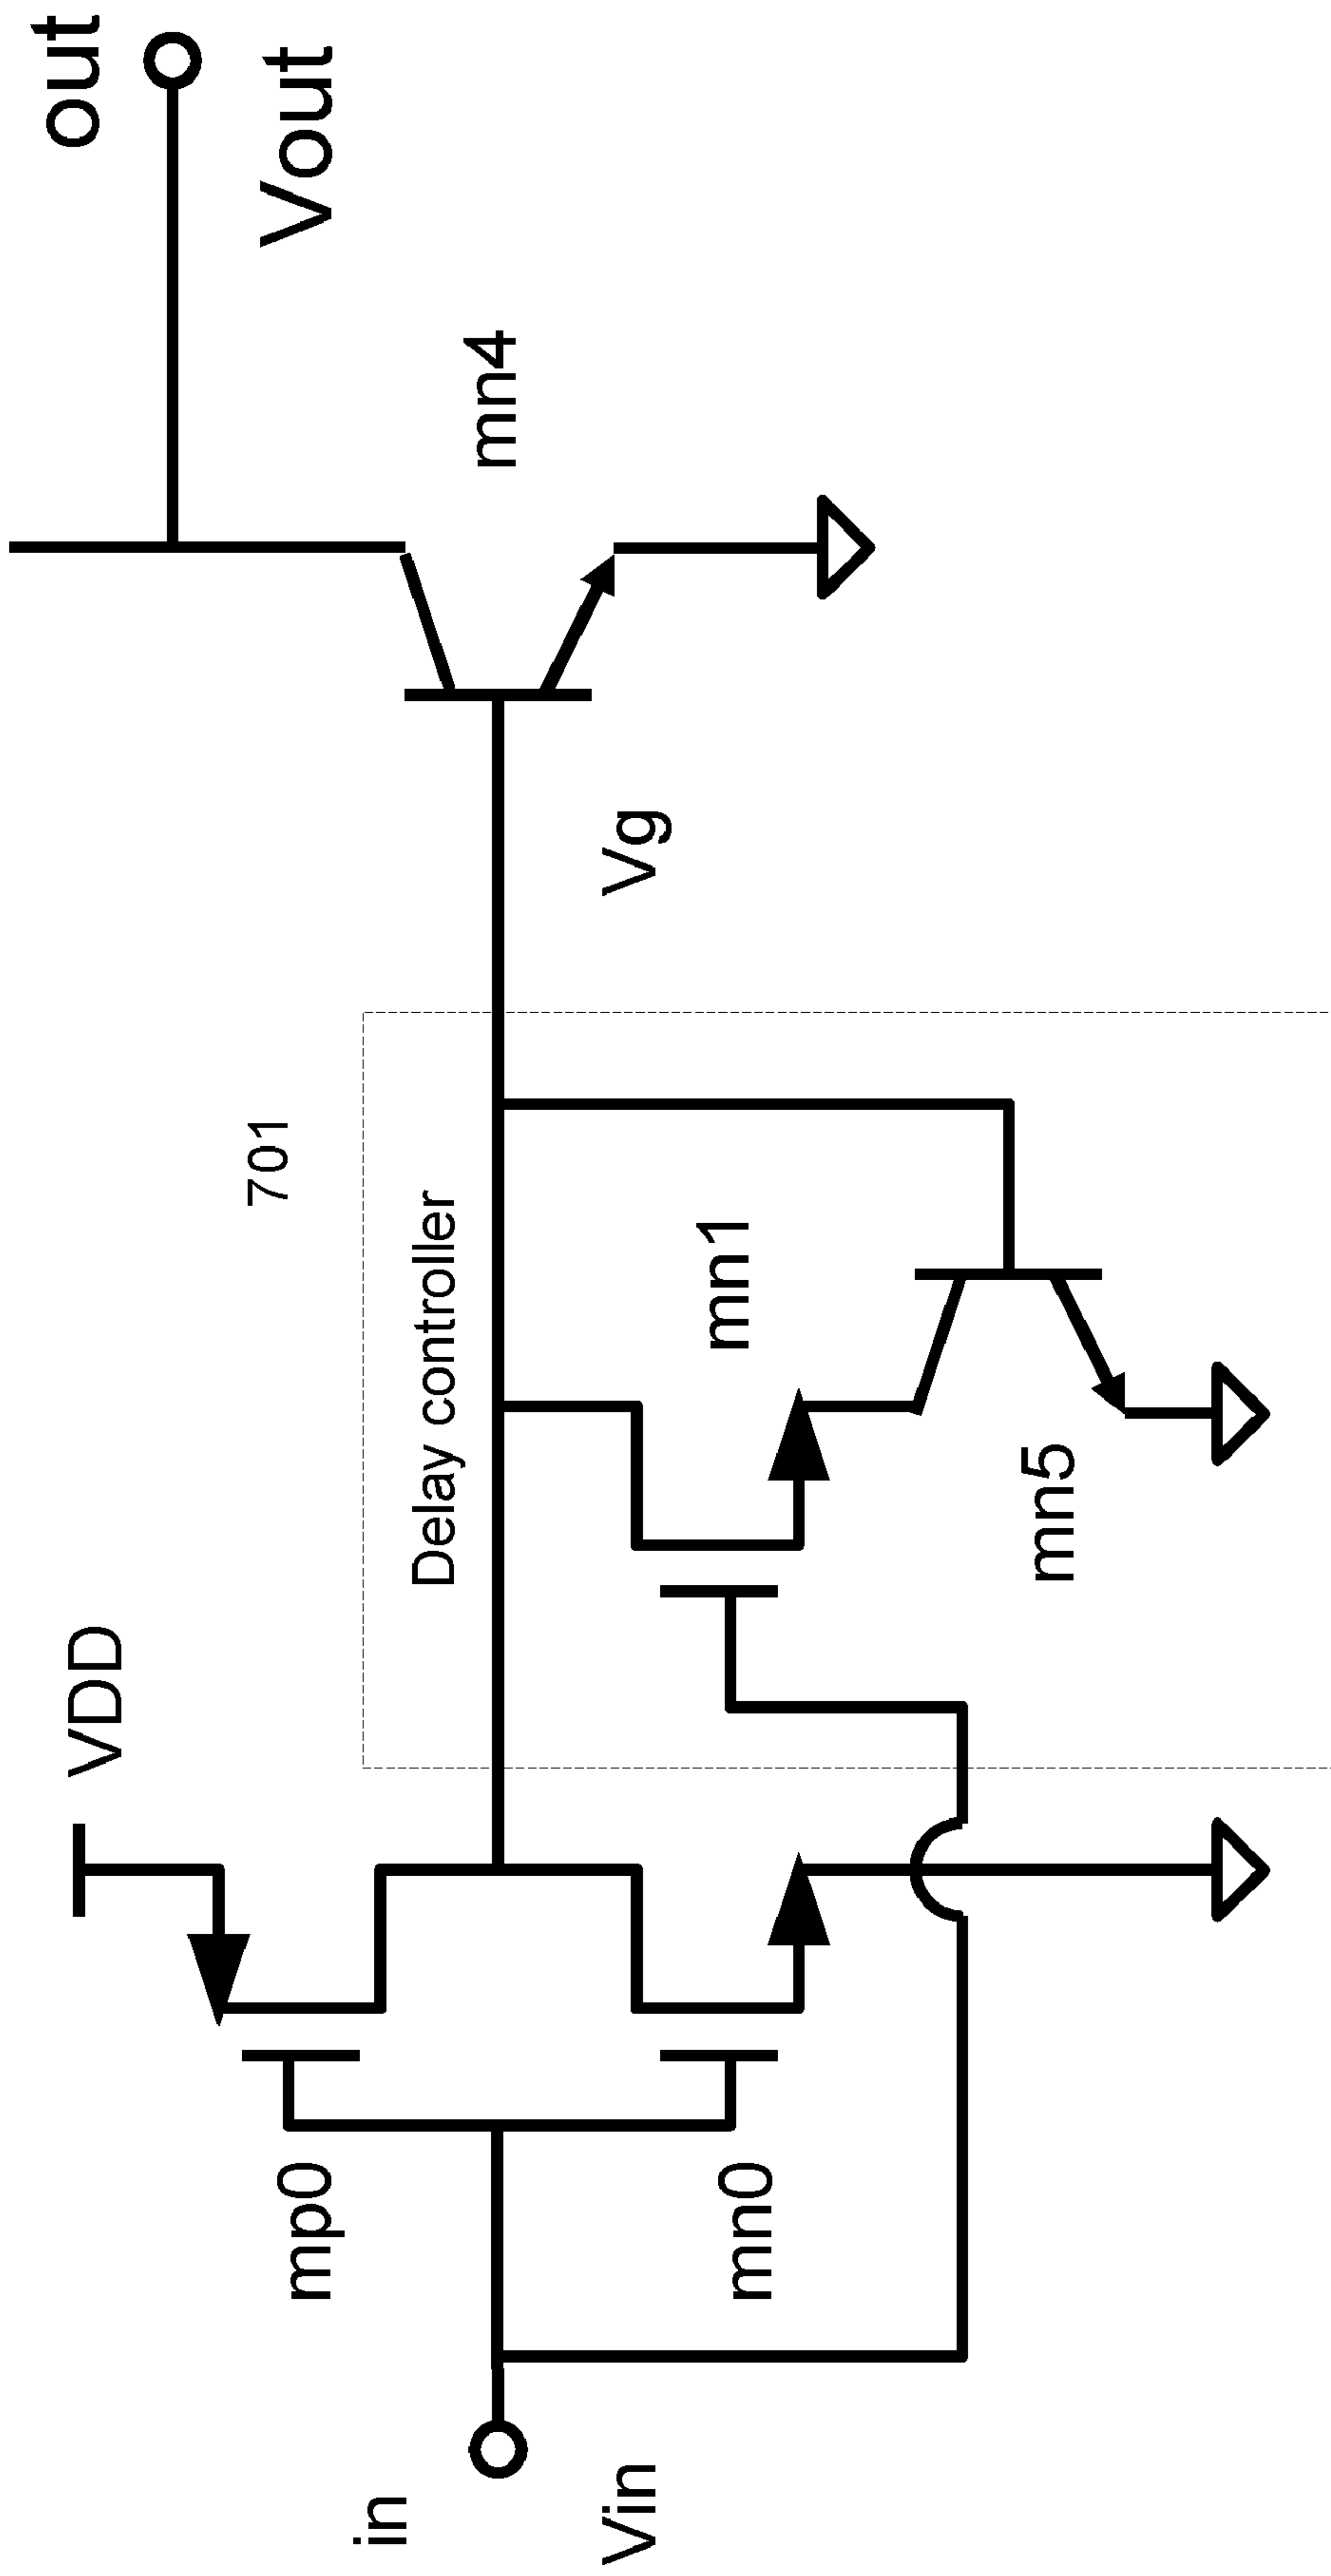 in
Vin
mp0
mn0
VDD
701
Delay controller
mn1
mn5
Vg
mn4
out
Vout